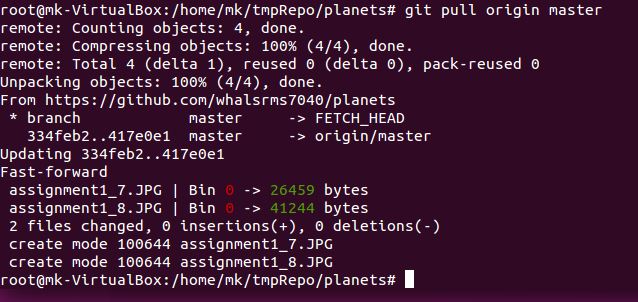 root@mk-VirtualBox:/home/mk/tmpRepo/planets# git pull origin master
remote: Counting objects: 4, done.
remote: Compressing objects: 100% (4/4), done.
remote: Total 4 (delta 1), reused 0 (delta 0), pack-reused 0
Unpacking objects: 100% (4/4), done.
From https://github.com/whalsrms7040/planets
 * branch            master     -> FETCH_HEAD
   334feb2..417e0e1  master     -> origin/master
Updating 334feb2..417e0e1
Fast-forward
 assignment1_7.JPG | Bin 0 -> 26459 bytes
 assignment1_8.JPG | Bin 0 -> 41244 bytes
 2 files changed, 0 insertions(+), 0 deletions(-)
 create mode 100644 assignment1_7.JPG
 create mode 100644 assignment1_8.JPG
root@mk-VirtualBox:/home/mk/tmpRepo/planets#